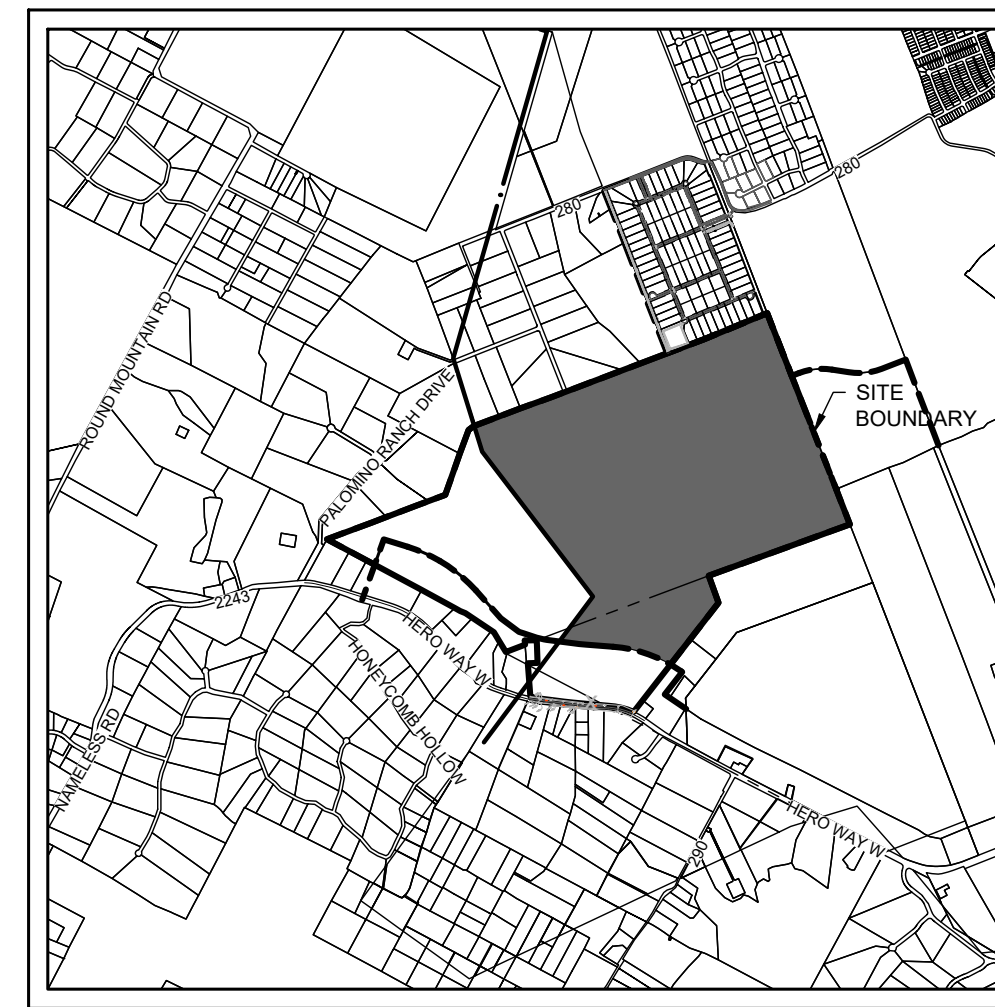 280
280
ROUND MOUNTAIN RD
PALOMINO RANCH DRIVE
SITE
BOUNDARY
2243
HERO WAY W
HONEYCOMB HOLLOW
NAMELESS RD
HERO WAY W
290